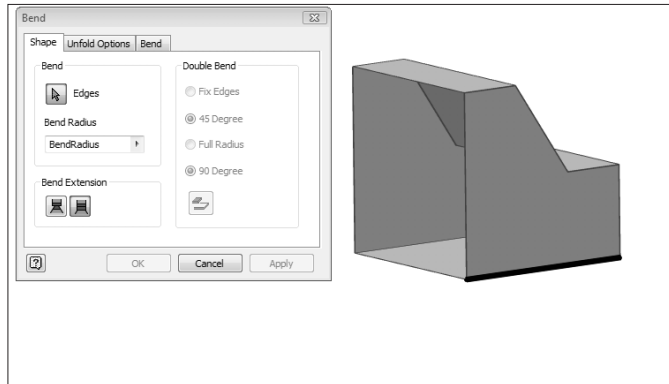 Bend
Shape Unfold Options Bend
Bend
Edges
Bend Radius
BendRadius
Bend Extension
Double Bend
Fix Edges
45 Degree
Full Radius
90 Degree
?
OK Cancel Apply